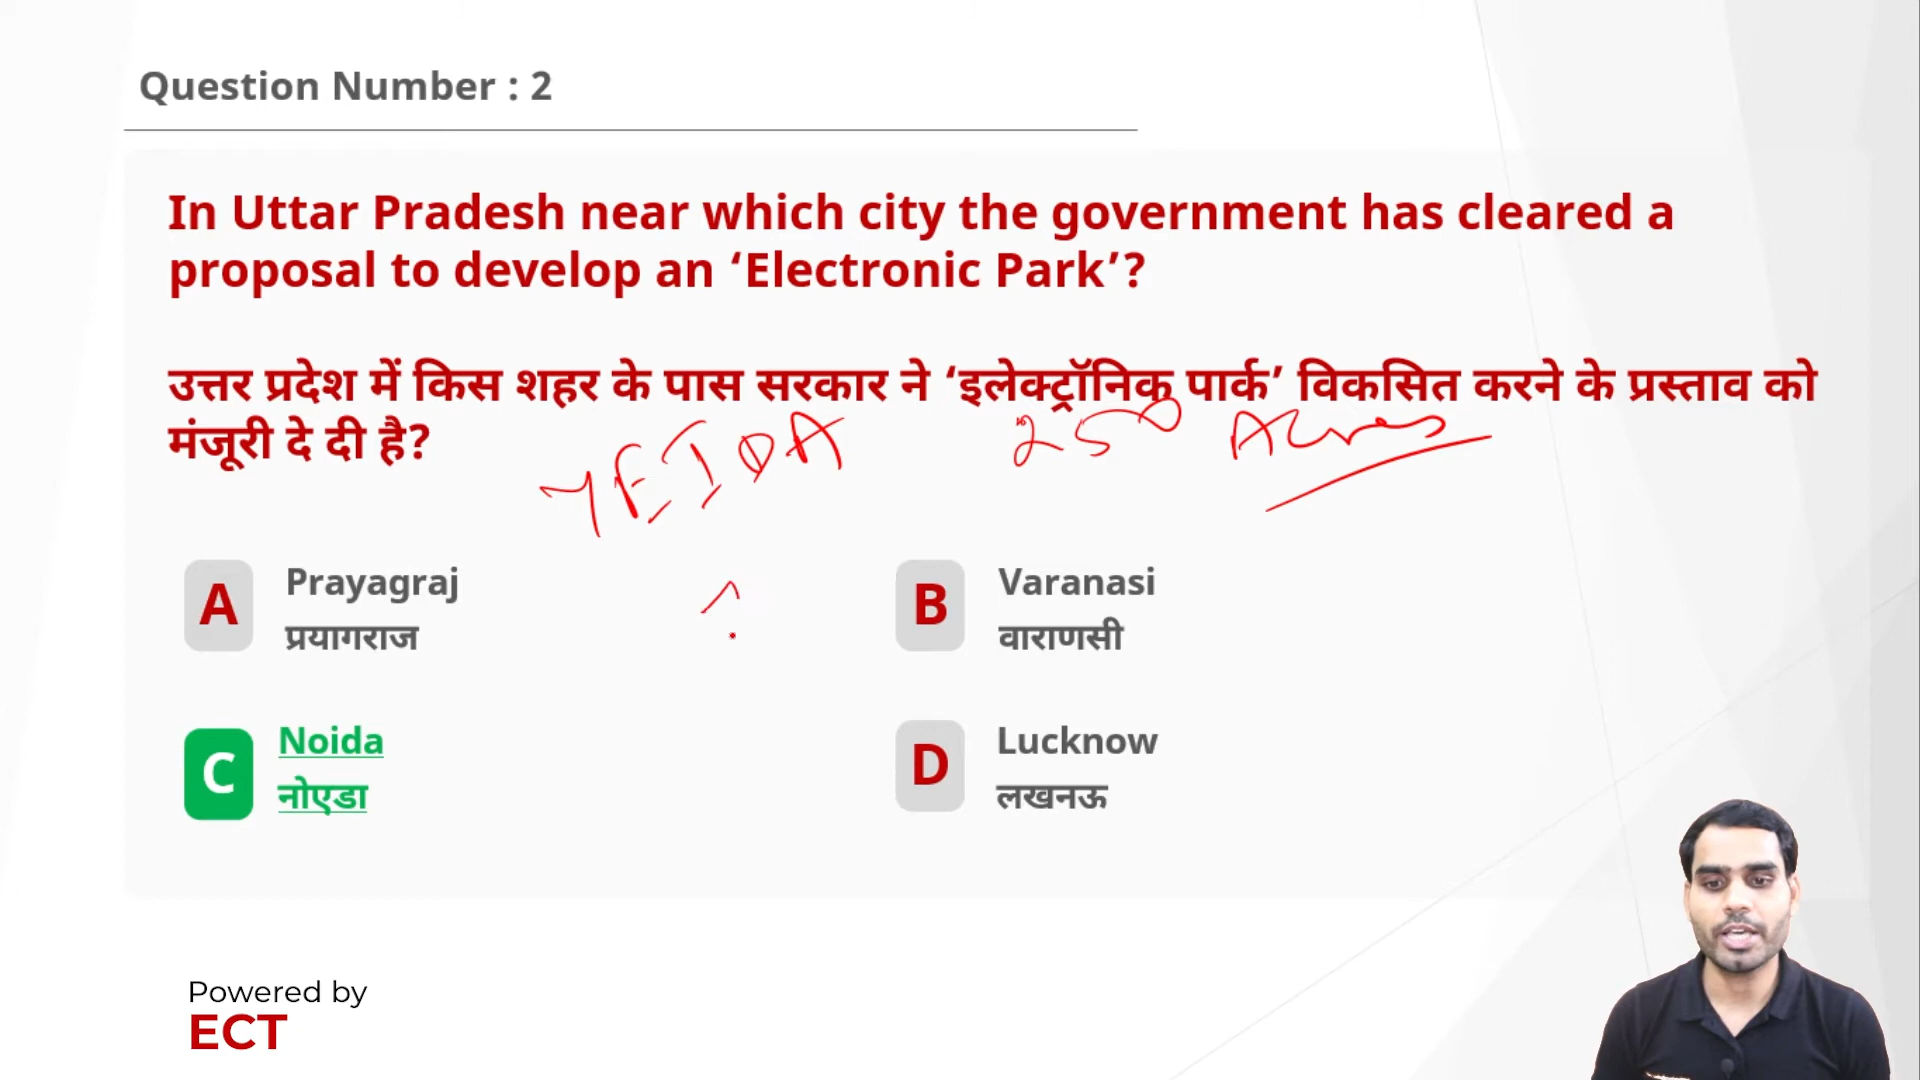 Question Number : 2
In Uttar Pradesh near which city the government has cleared a
proposal to develop an ‘Electronic Park’?
उत्तर प्रदेश में किस शहर के पास सरकार ने ‘इलेक्ट्रॉनिक पार्क’ विकसित करने के प्रस्ताव को
मंजूरी दे दी है?
YEIDA 250 Acres
A Prayagraj
प्रयागराज
B Varanasi
वाराणसी
C Noida
नोएडा
D Lucknow
लखनऊ
Powered by
ECT